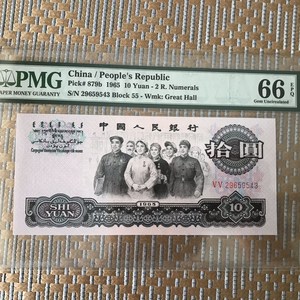 PMG
PAPER MONEY GUARANTY
China / People's Republic
Pick# 879b 1965 10 Yuan - 2 R. Numerals
S/N 29659543 Block 55 - Wmk: Great Hall
66 EPQ
Gem Uncirculated
中国人民银行
拾圆
VV 29659543
SHI
YUAN
1965
10